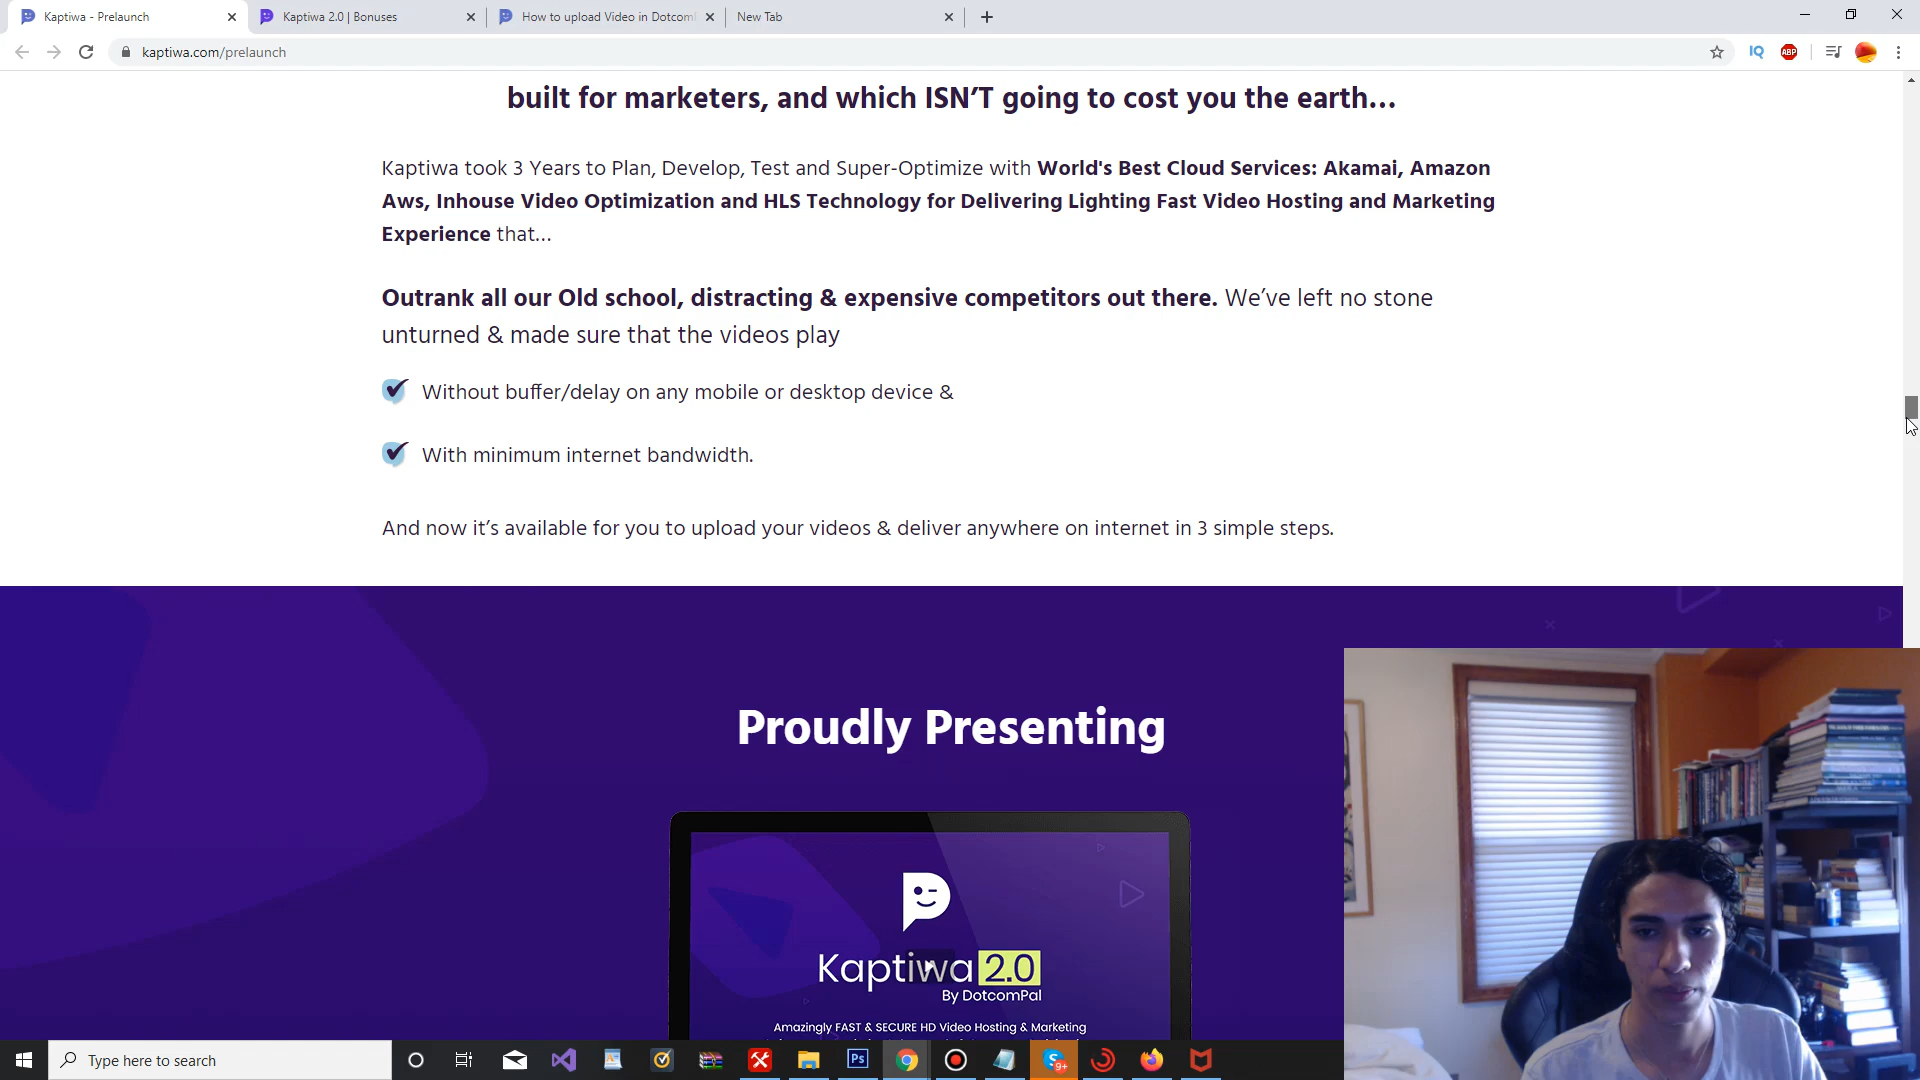 Kaptiwa - Prelaunch
Kaptiwa 2.0 | Bonuses
How to upload Video in Dotcom
New Tab
kaptiwa.com/prelaunch
IQ
ABP
built for marketers, and which ISN’T going to cost you the earth...
Kaptiwa took 3 Years to Plan, Develop, Test and Super-Optimize with World's Best Cloud Services: Akamai, Amazon
Aws, Inhouse Video Optimization and HLS Technology for Delivering Lighting Fast Video Hosting and Marketing
Experience that...
Outrank all our Old school, distracting & expensive competitors out there. We’ve left no stone
unturned & made sure that the videos play
Without buffer/delay on any mobile or desktop device &
With minimum internet bandwidth.
And now it’s available for you to upload your videos & deliver anywhere on internet in 3 simple steps.
Proudly Presenting
Kaptiwa 2.0
By DotcomPal
Amazingly FAST & SECURE HD Video Hosting & Marketing
Type here to search
Ps
S
9+